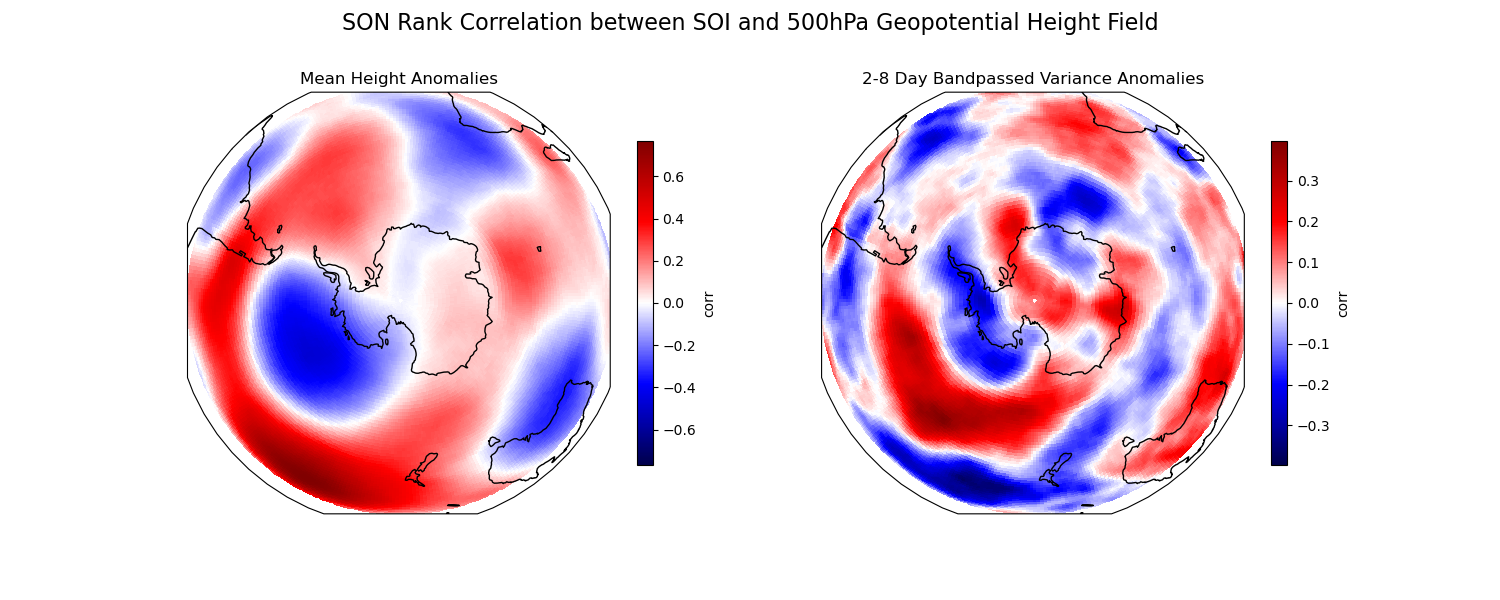 SON Rank Correlation between SOI and 500hPa Geopotential Height Field
Mean Height Anomalies
0.6
0.4
0.2
0.0
−0.2
−0.4
−0.6
corr
2-8 Day Bandpassed Variance Anomalies
0.3
0.2
0.1
0.0
−0.1
−0.2
−0.3
corr